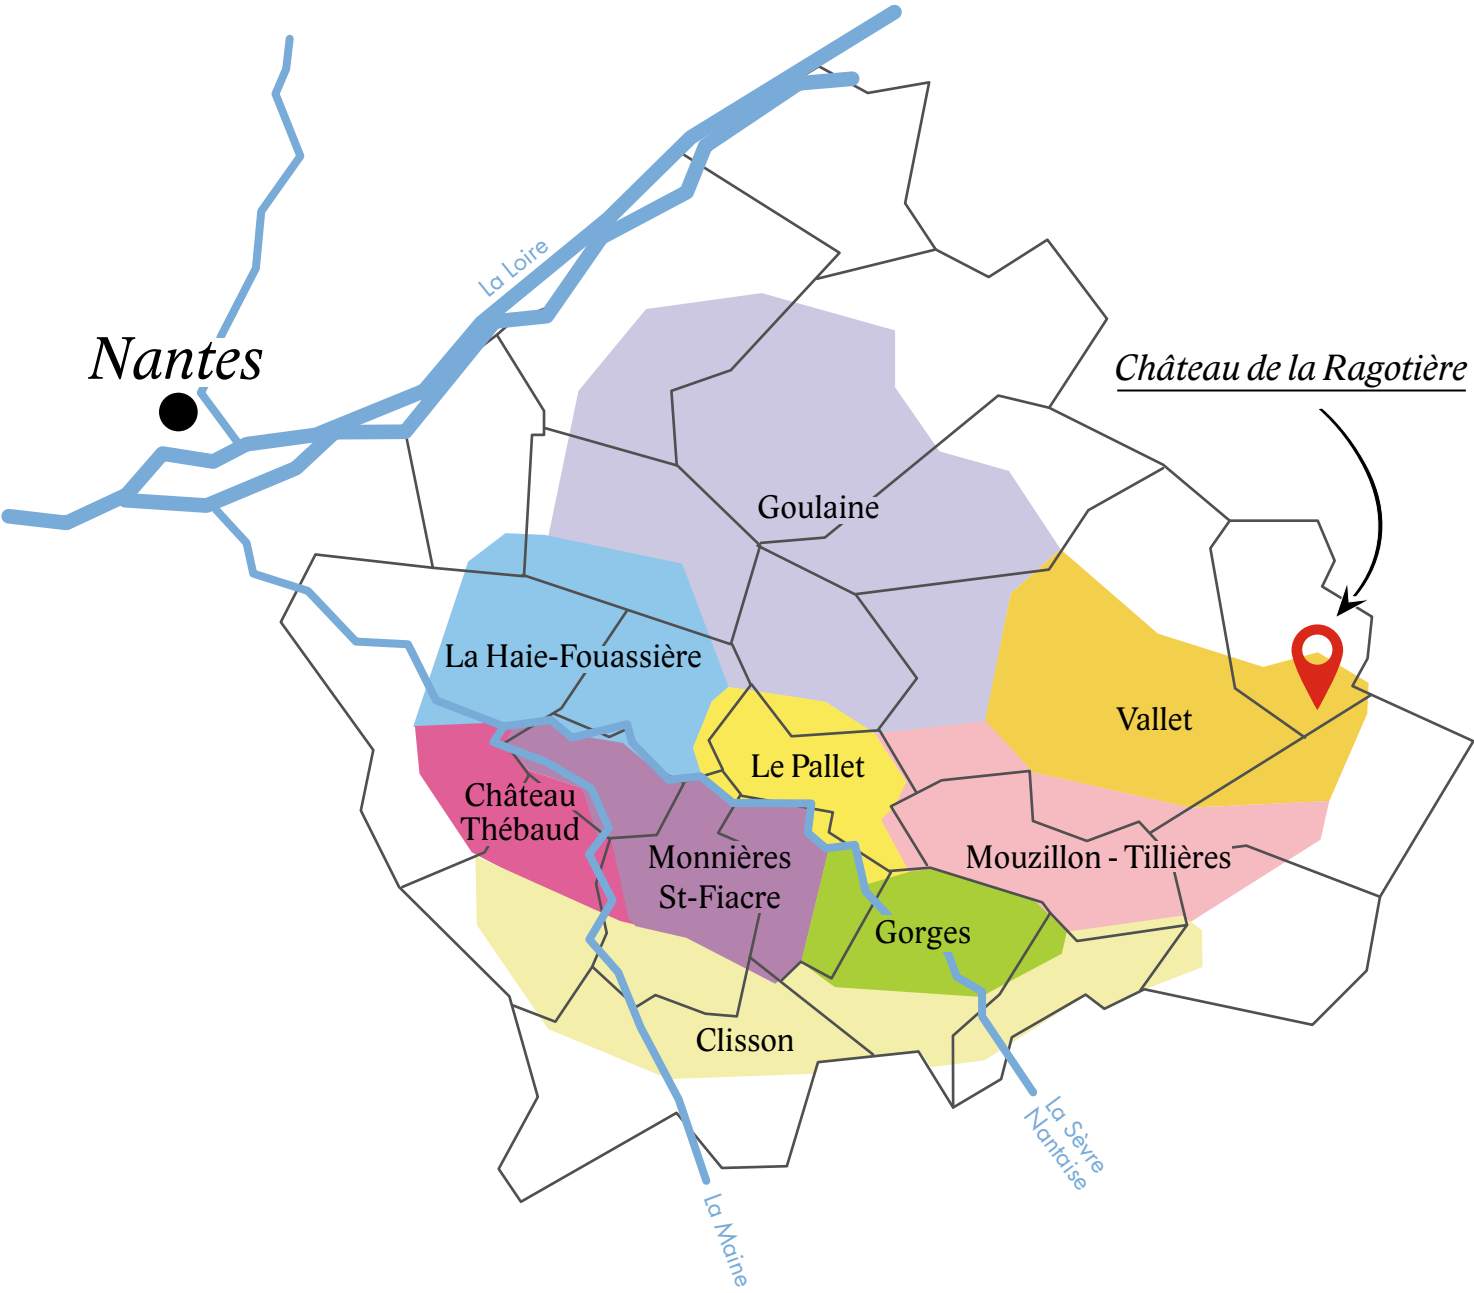 La Loire
Nantes
Château de la Ragotière
Goulaine
La Haie-Fouassière
Vallet
Le Pallet
Château
Thébaud
Monnières
St-Fiacre
Mouzillon - Tillières
Gorges
Clisson
La Sèvre
Nantaise
La Maine